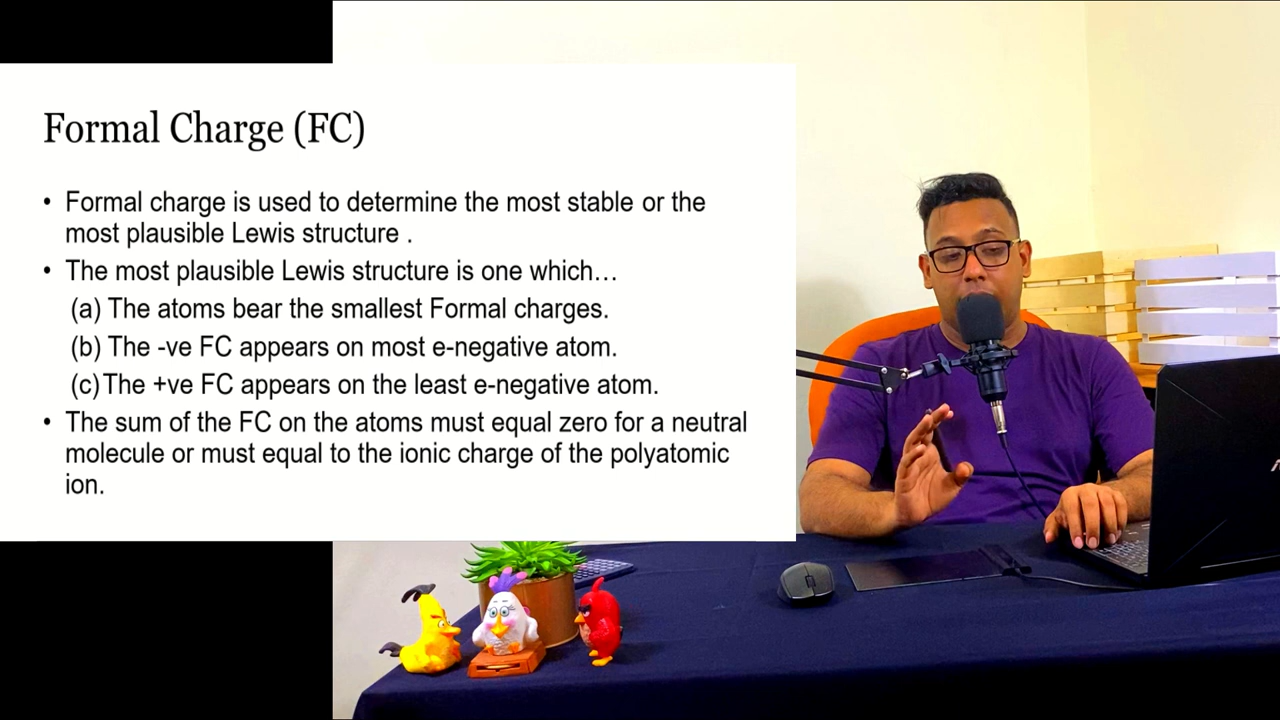 Formal Charge (FC)
• Formal charge is used to determine the most stable or the
most plausible Lewis structure .
• The most plausible Lewis structure is one which…
(a) The atoms bear the smallest Formal charges.
(b) The -ve FC appears on most e-negative atom.
(c) The +ve FC appears on the least e-negative atom.
• The sum of the FC on the atoms must equal zero for a neutral
molecule or must equal to the ionic charge of the polyatomic
ion.